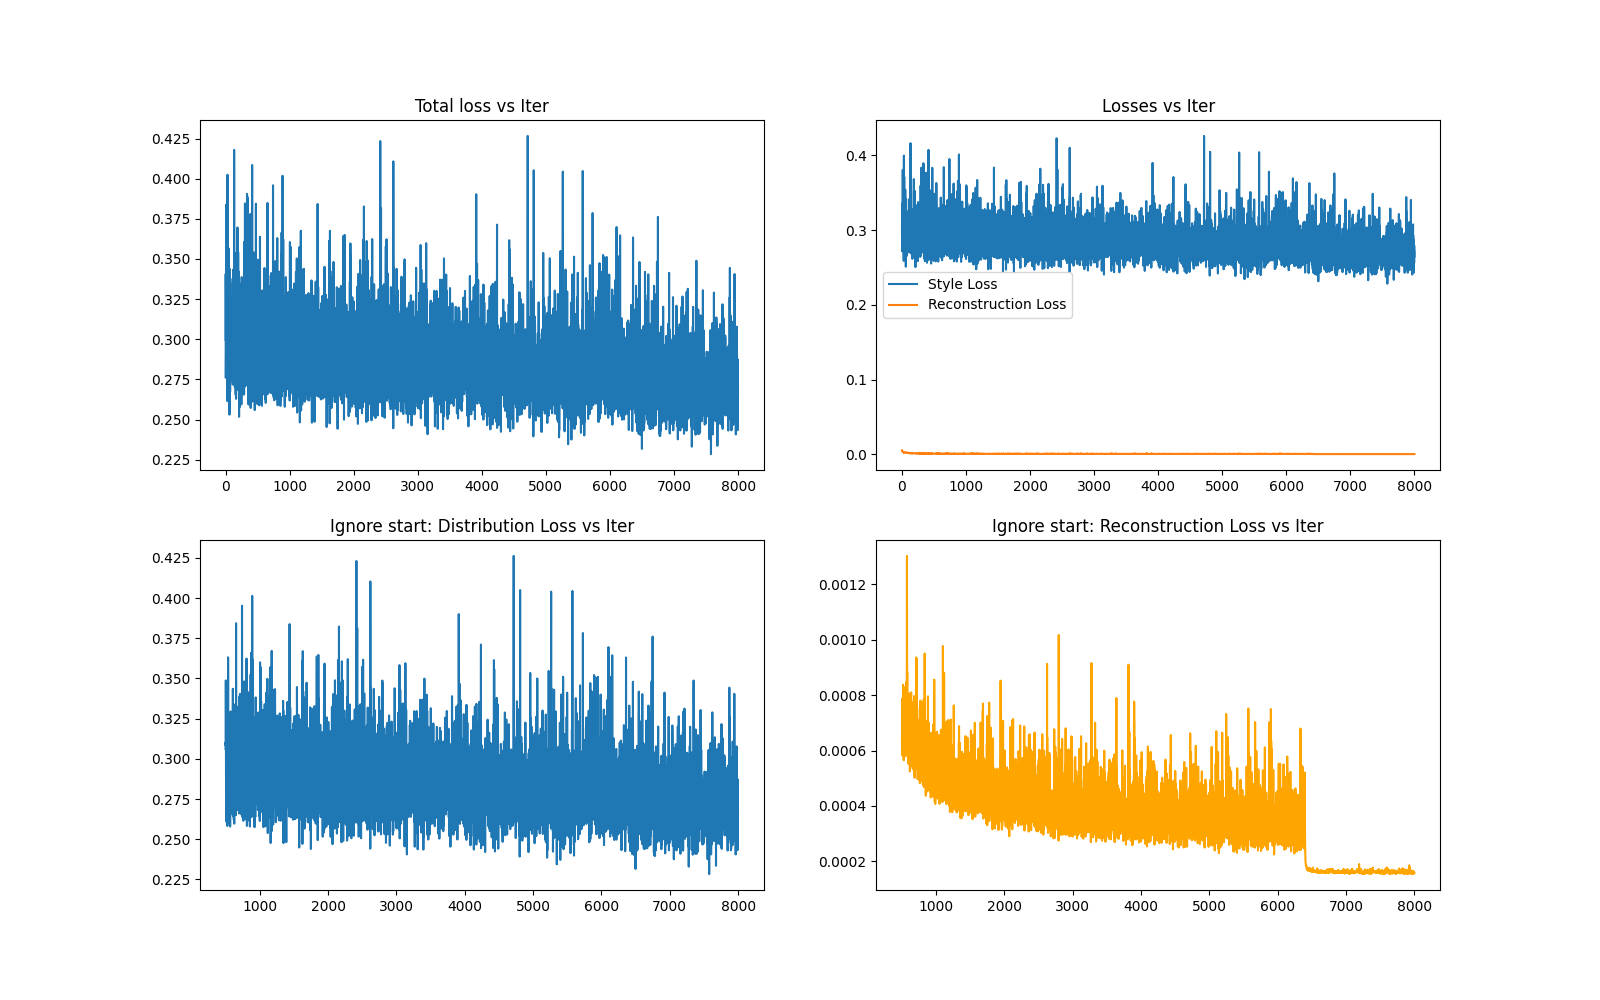 Total loss vs Iter
0.425
0.400
0.375
0.350
0.325
0.300
0.275
0.250
0.225
0 1000 2000 3000 4000 5000 6000 7000 8000
Losses vs Iter
0.4
0.3
0.2
0.1
0.0
Style Loss
Reconstruction Loss
0 1000 2000 3000 4000 5000 6000 7000 8000
Ignore start: Distribution Loss vs Iter
0.425
0.400
0.375
0.350
0.325
0.300
0.275
0.250
0.225
1000 2000 3000 4000 5000 6000 7000 8000
Ignore start: Reconstruction Loss vs Iter
0.0012
0.0010
0.0008
0.0006
0.0004
0.0002
1000 2000 3000 4000 5000 6000 7000 8000